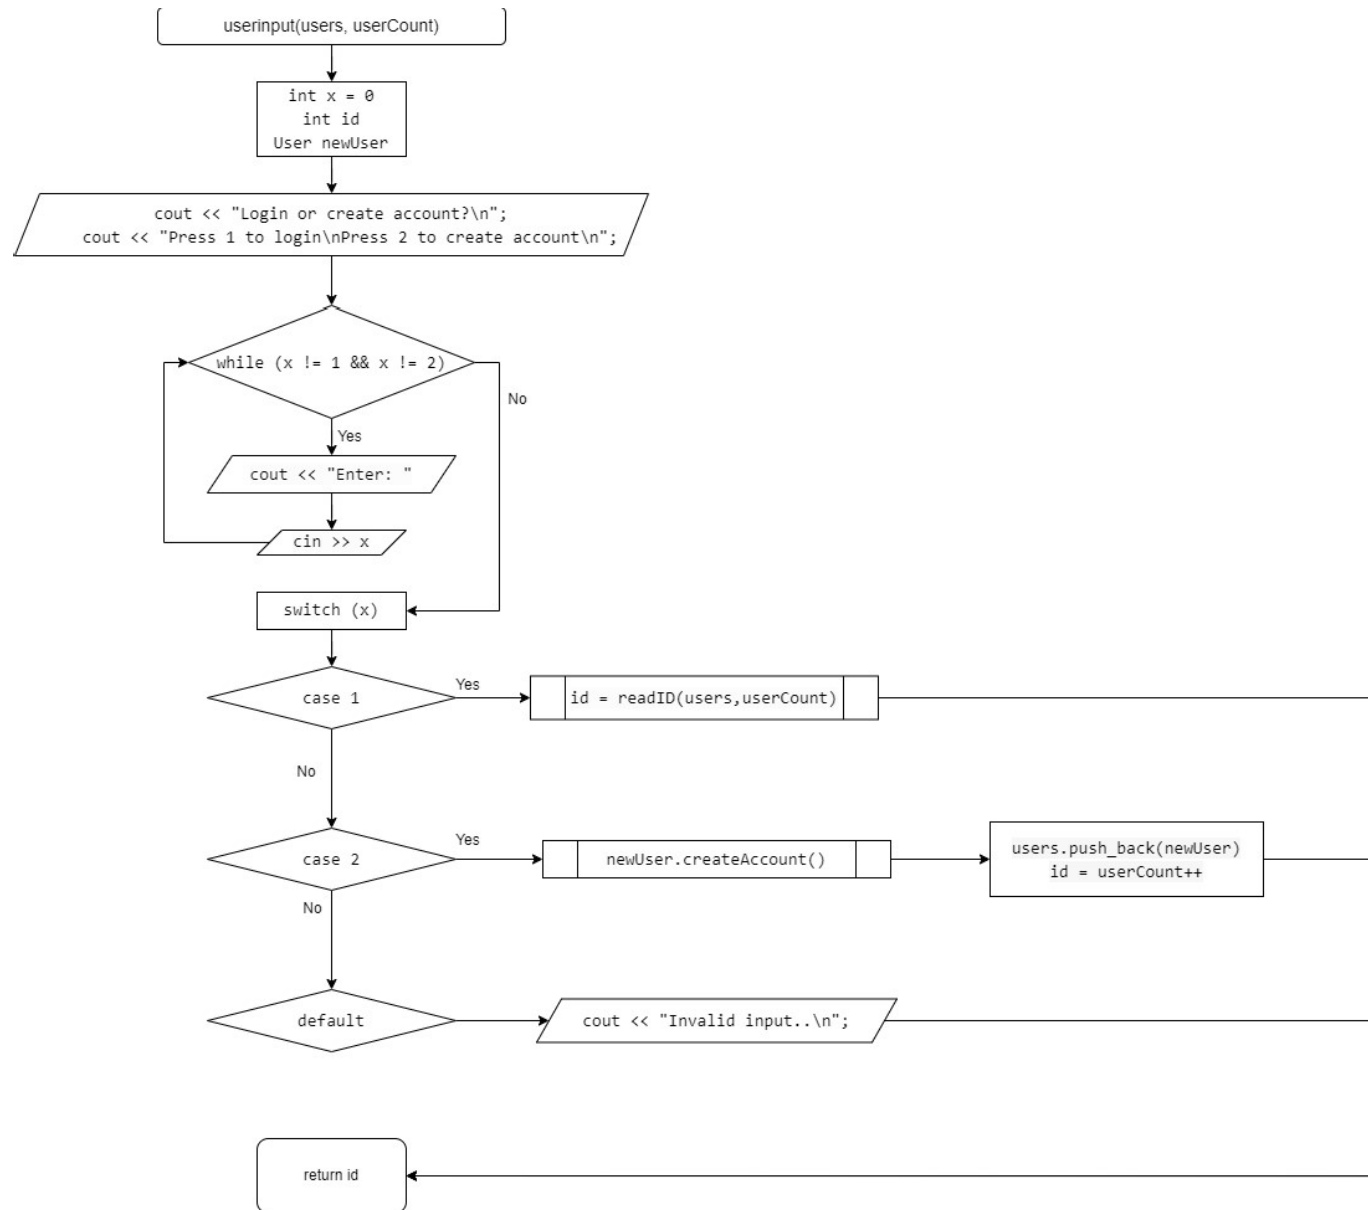 userinput(users, userCount)
int x = 0
int id
User newUser
cout << "Login or create account?\n";
cout << "Press 1 to login\nPress 2 to create account\n";
while (x != 1 && x != 2)
No
Yes
cout << "Enter: "
cin >> x
switch (x)
case 1
Yes
id = readID(users,userCount)
No
case 2
Yes
newUser.createAccount()
users.push_back(newUser)
id = userCount++
No
default
cout << "Invalid input..\n";
return id